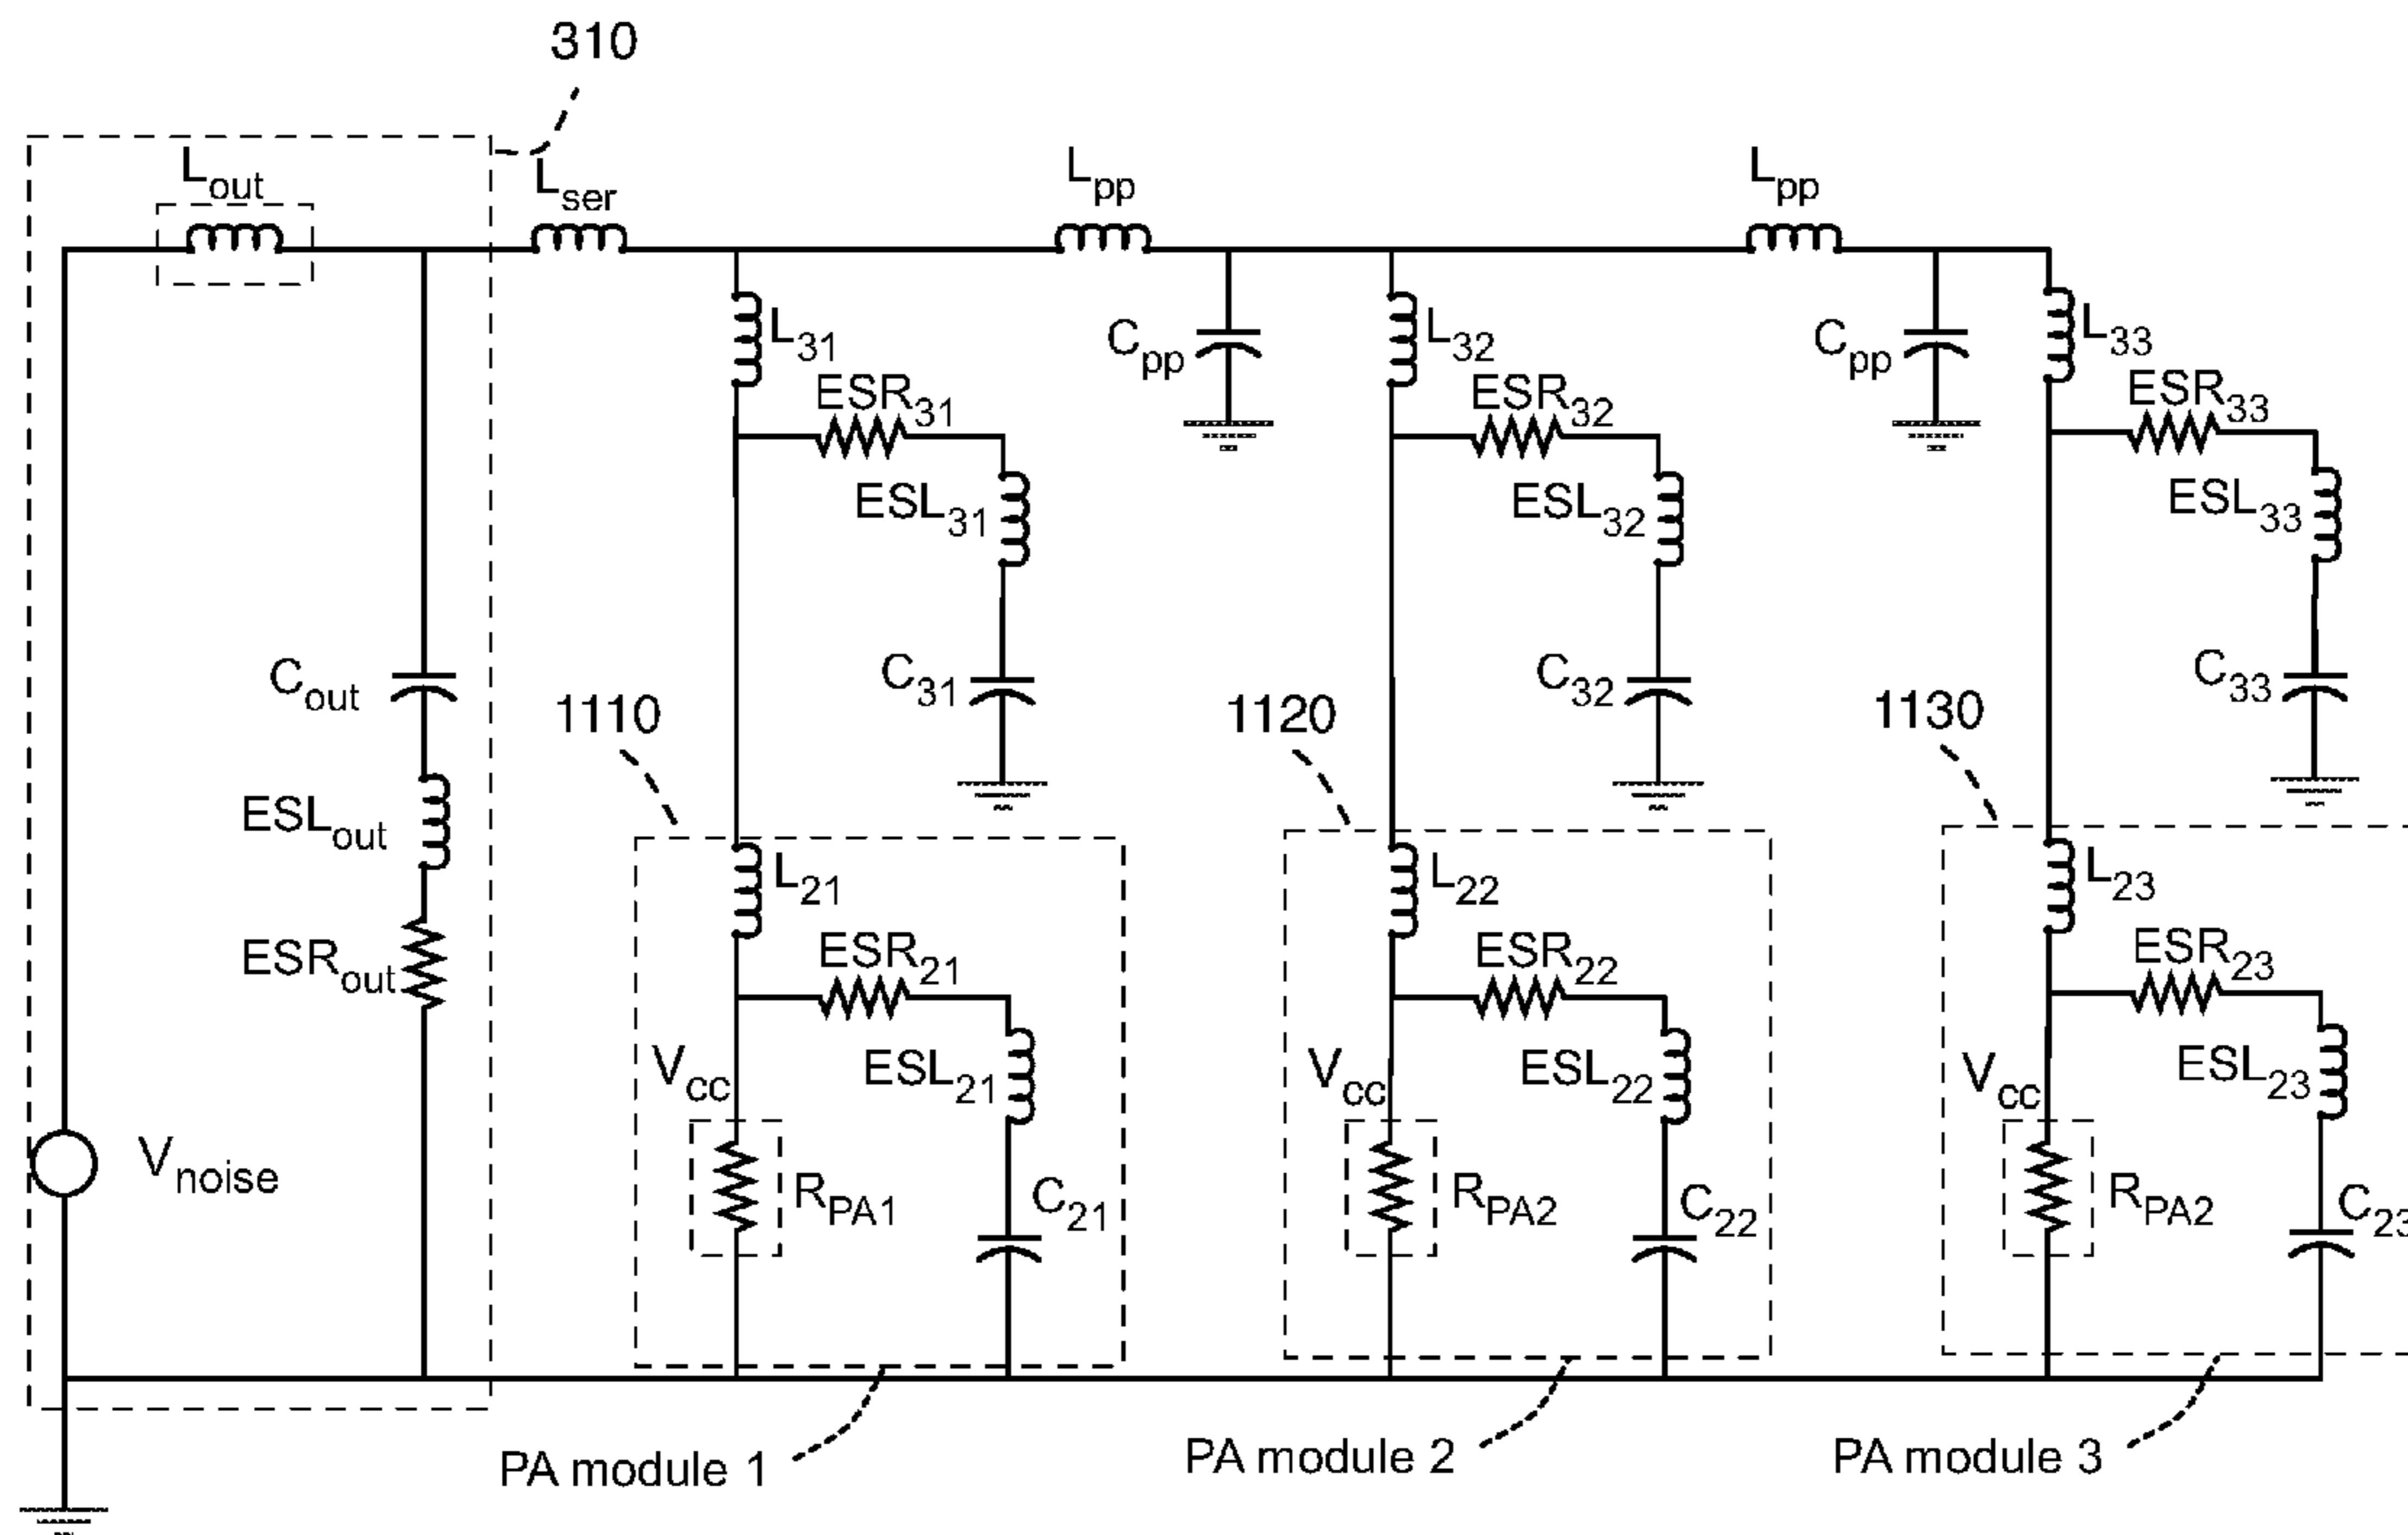 310
Lout
Lser
Lpp
Lpp
L31
Cpp
L32
Cpp
L33
ESR31
ESR32
ESR33
ESL31
ESL32
ESL33
Cout
C31
C32
C33
1110
1120
1130
ESLout
L21
L22
L23
ESRout
ESR21
ESR22
ESR23
Vcc
ESL21
Vcc
ESL22
Vcc
ESL23
Vnoise
RPA1
C21
RPA2
C22
RPA2
C23
PA module 1
PA module 2
PA module 3